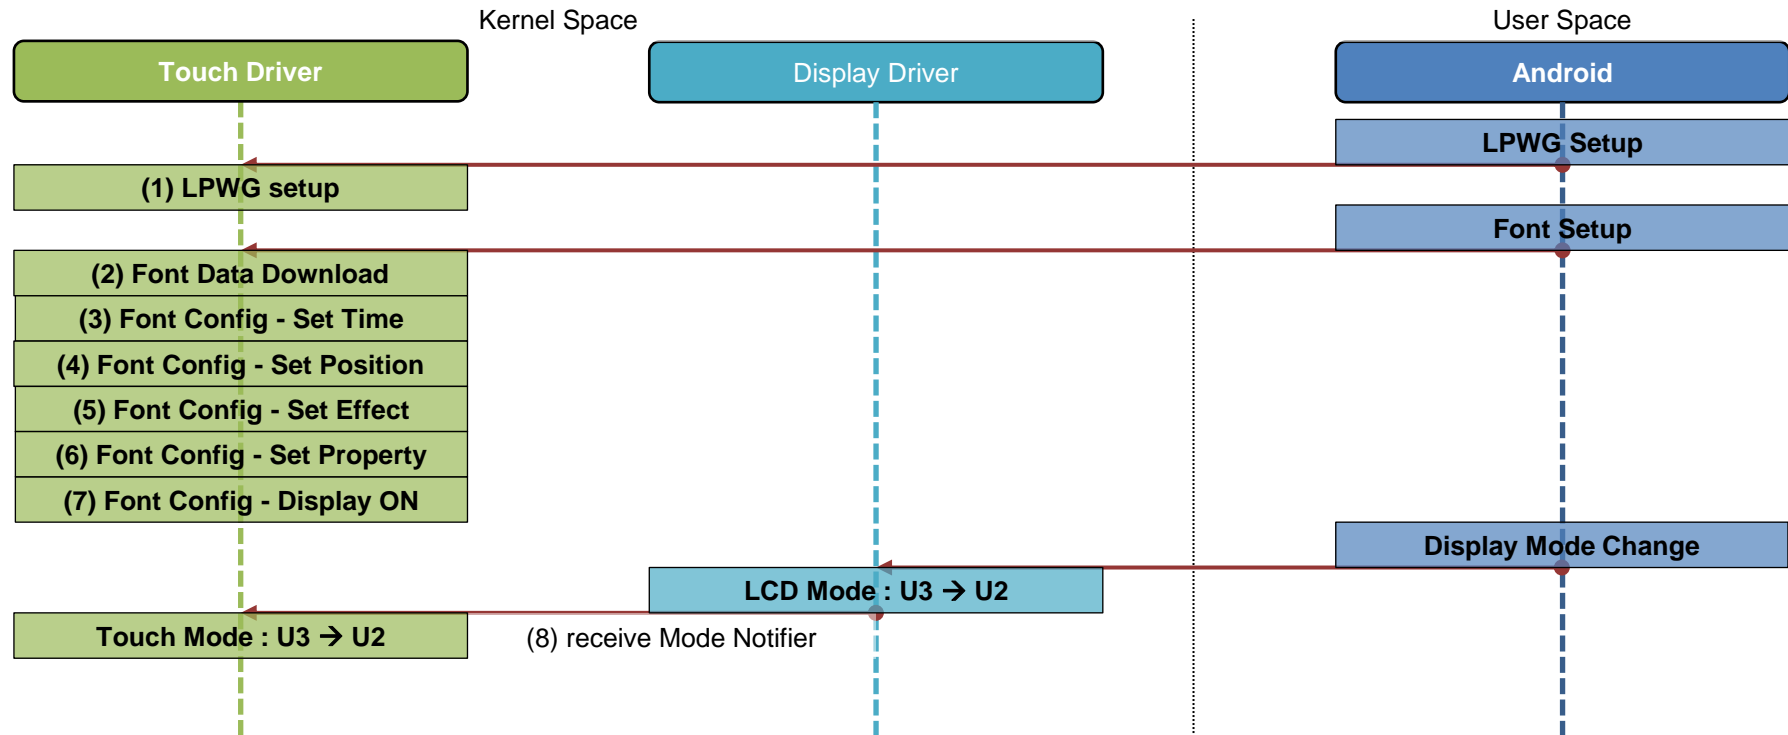 Kernel Space
User Space
Touch Driver
Display Driver
Android
LPWG Setup
(1) LPWG setup
Font Setup
(2) Font Data Download
(3) Font Config - Set Time
(4) Font Config - Set Position
(5) Font Config - Set Effect
(6) Font Config - Set Property
(7) Font Config - Display ON
Display Mode Change
LCD Mode : U3 → U2
Touch Mode : U3 → U2
(8) receive Mode Notifier